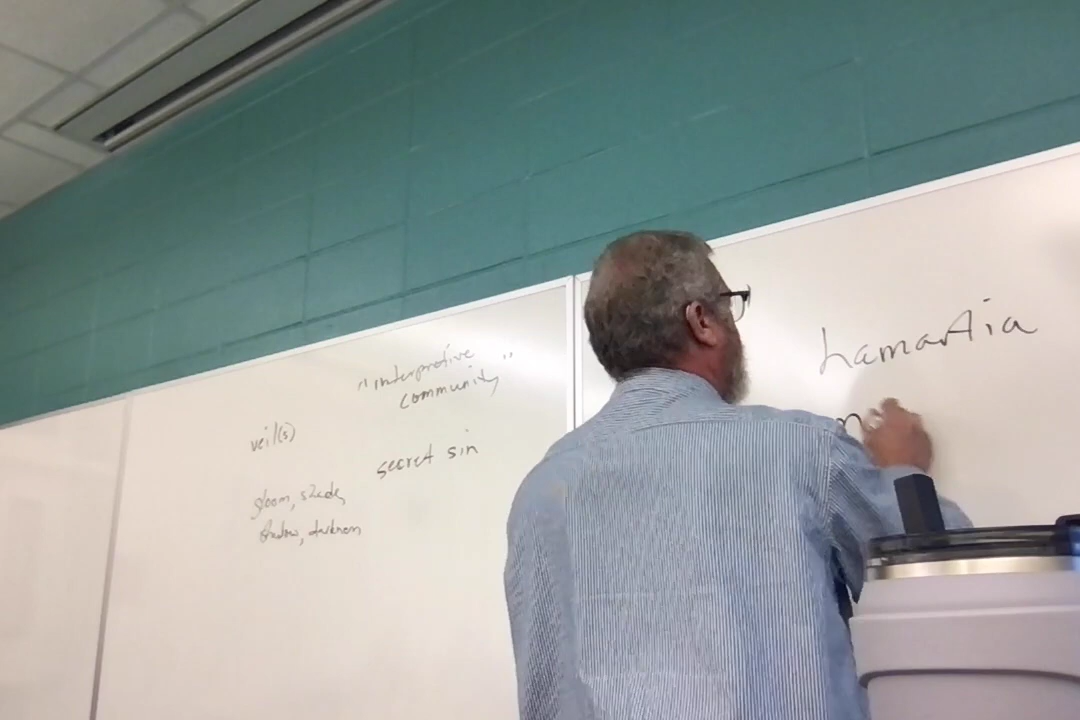 "interpretive
community"
veil(s)
secret sin
gloom, shade,
shadow, darkness
hamartia